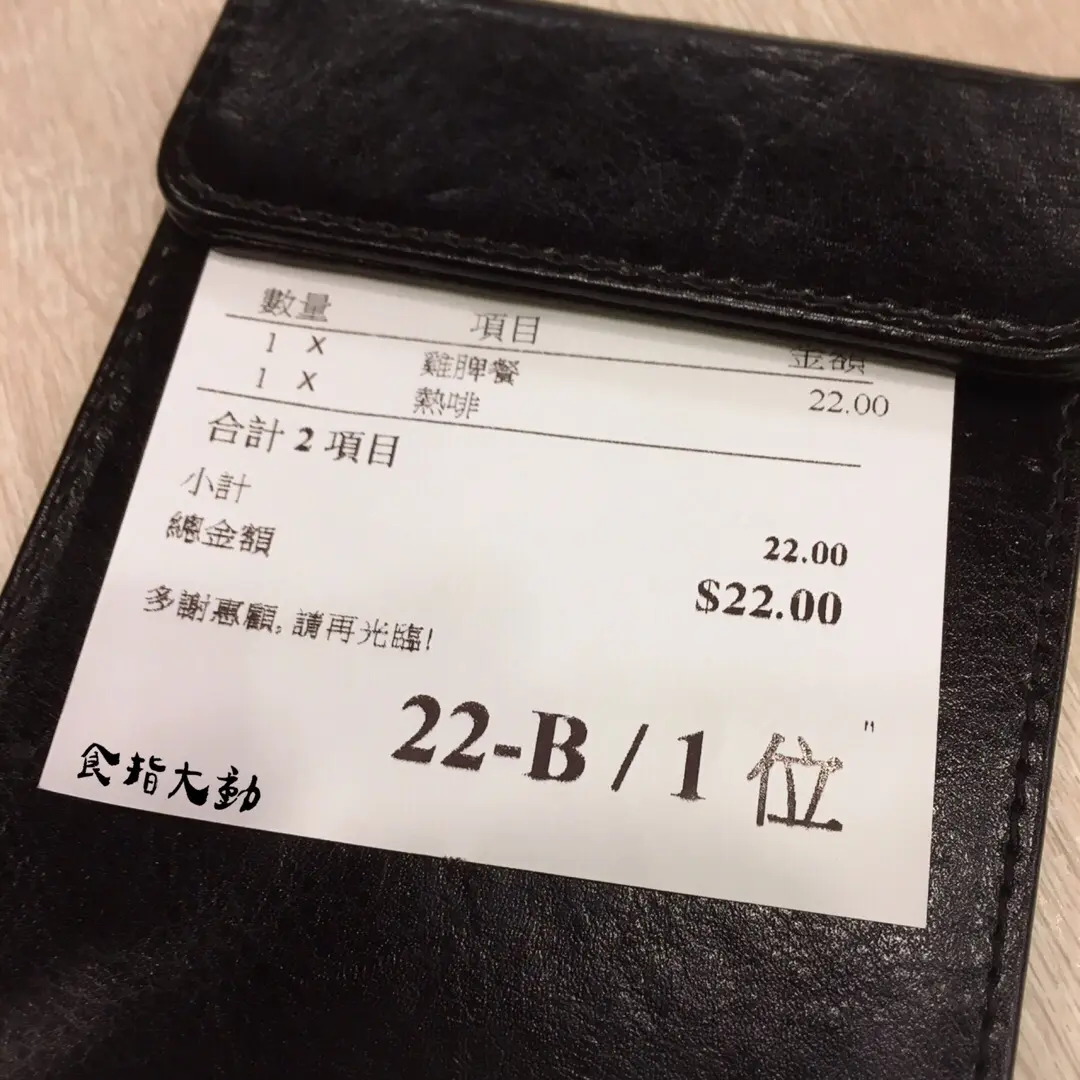 數量 項目 金額
1 X 雞脾餐 22.00
1 X 熱啡
合計 2 項目
小計 22.00
總金額 $22.00
多謝惠顧, 請再光臨!
22-B / 1 位 "
食指大動